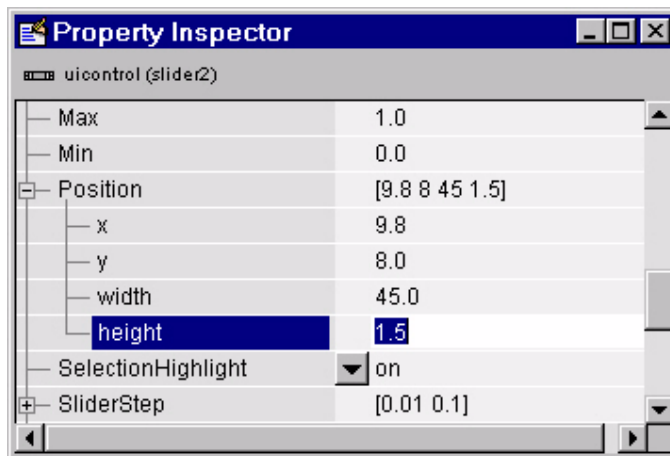 Property Inspector
uicontrol (slider2)
Max 1.0
Min 0.0
Position [9.8 8 45 1.5]
x 9.8
y 8.0
width 45.0
height 1.5
SelectionHighlight on
SliderStep [0.01 0.1]